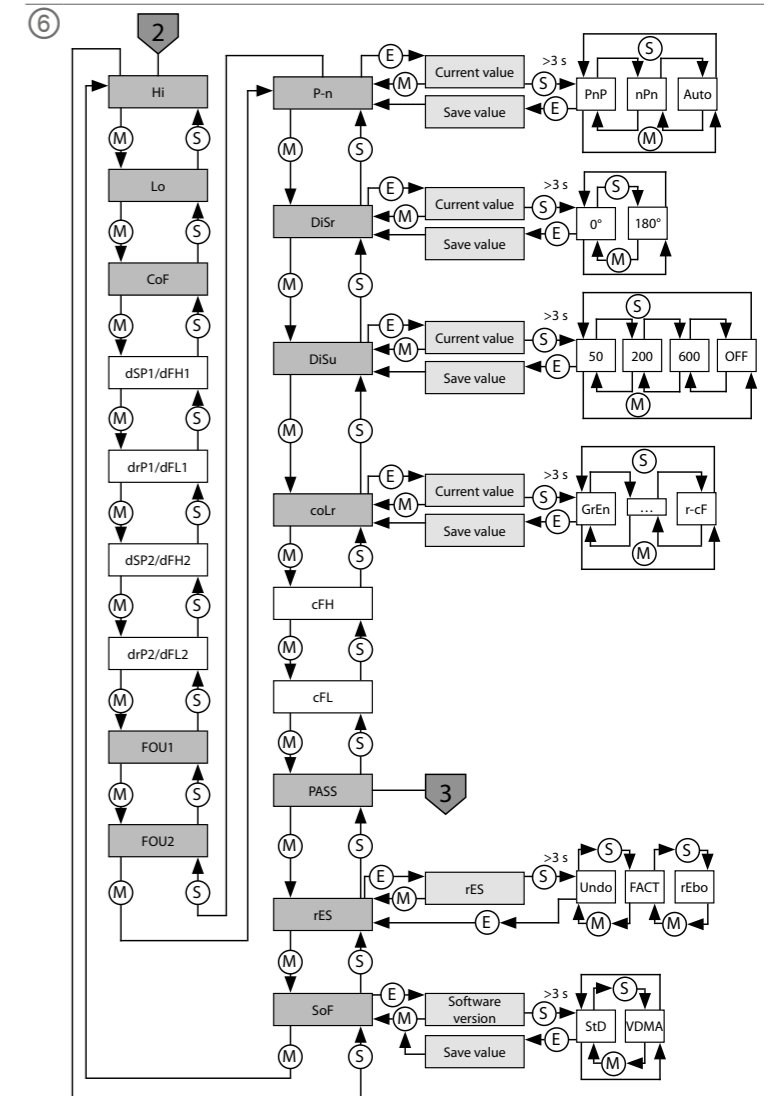 6
2
Hi
M
S
Lo
M
S
CoF
M
S
dSP1/dFH1
M
S
drP1/dFL1
M
S
dSP2/dFH2
M
S
drP2/dFL2
M
S
FOU1
M
S
FOU2
M
S
P-n
E
M
Current value
Save value
>3 s
S
E
PnP
nPn
Auto
S
M
M
S
DiSr
E
M
Current value
Save value
>3 s
S
E
0°
180°
S
M
M
S
DiSu
E
M
Current value
Save value
>3 s
S
E
50
200
600
OFF
S
M
M
S
coLr
E
M
Current value
Save value
>3 s
S
E
GrEn
...
r-cF
S
M
M
S
cFH
M
S
cFL
M
S
PASS
3
M
S
rES
E
M
rES
>3 s
S
E
Undo
FACT
rEbo
S
S
M
M
M
S
SoF
E
M
Software
version
Save value
>3 s
S
E
StD
VDMA
S
M
M
S